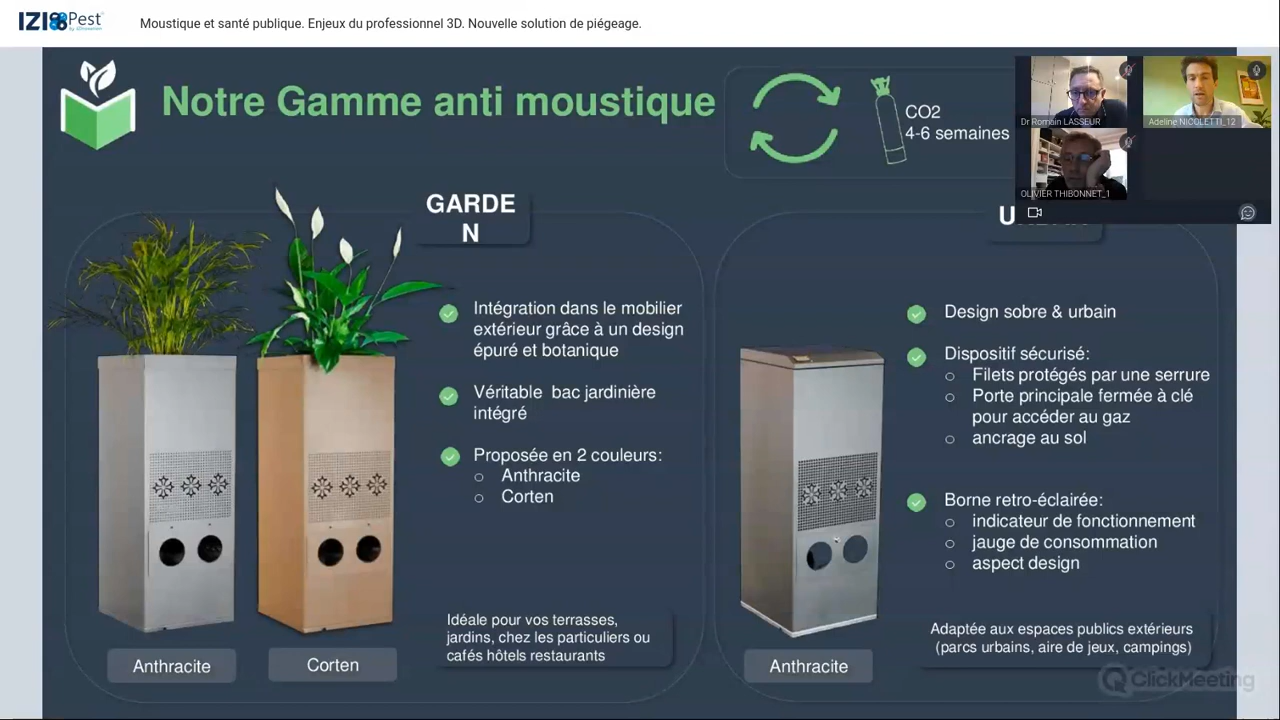 IZI Pest
Moustique et santé publique. Enjeux du professionnel 3D. Nouvelle solution de piégeage.
Notre Gamme anti moustique
CO2
4-6 semaines
Dr Romain LASSEUR
Adeline NICOLETTI_12
OLIVIER THIBONNET_1
GARDE
N
Intégration dans le mobilier
extérieur grâce à un design
épuré et botanique
Véritable bac jardinière
intégré
Proposée en 2 couleurs:
Anthracite
Corten
Idéale pour vos terrasses,
jardins, chez les particuliers ou
cafés hôtels restaurants
Anthracite
Corten
Design sobre & urbain
Dispositif sécurisé:
Filets protégés par une serrure
Porte principale fermée à clé
pour accéder au gaz
ancrage au sol
Borne retro-éclairée:
indicateur de fonctionnement
jauge de consommation
aspect design
Adaptée aux espaces publics extérieurs
(parcs urbains, aire de jeux, campings)
Anthracite
ClickMeeting